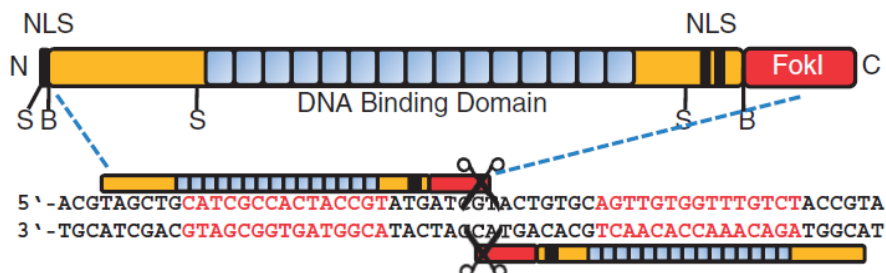 NLS NLS
N FokI C
DNA Binding Domain
S B S S B
5'-ACGTAGCTGCATCGCCACTACCGTATGATCGTACTGTGCAGTTGTGGTTTGTCTACCGTA
3'-TGCATCGACGTAGCGGTGATGGCATACTAGCATGACACGTCAACACCAAACAGATGGCAT